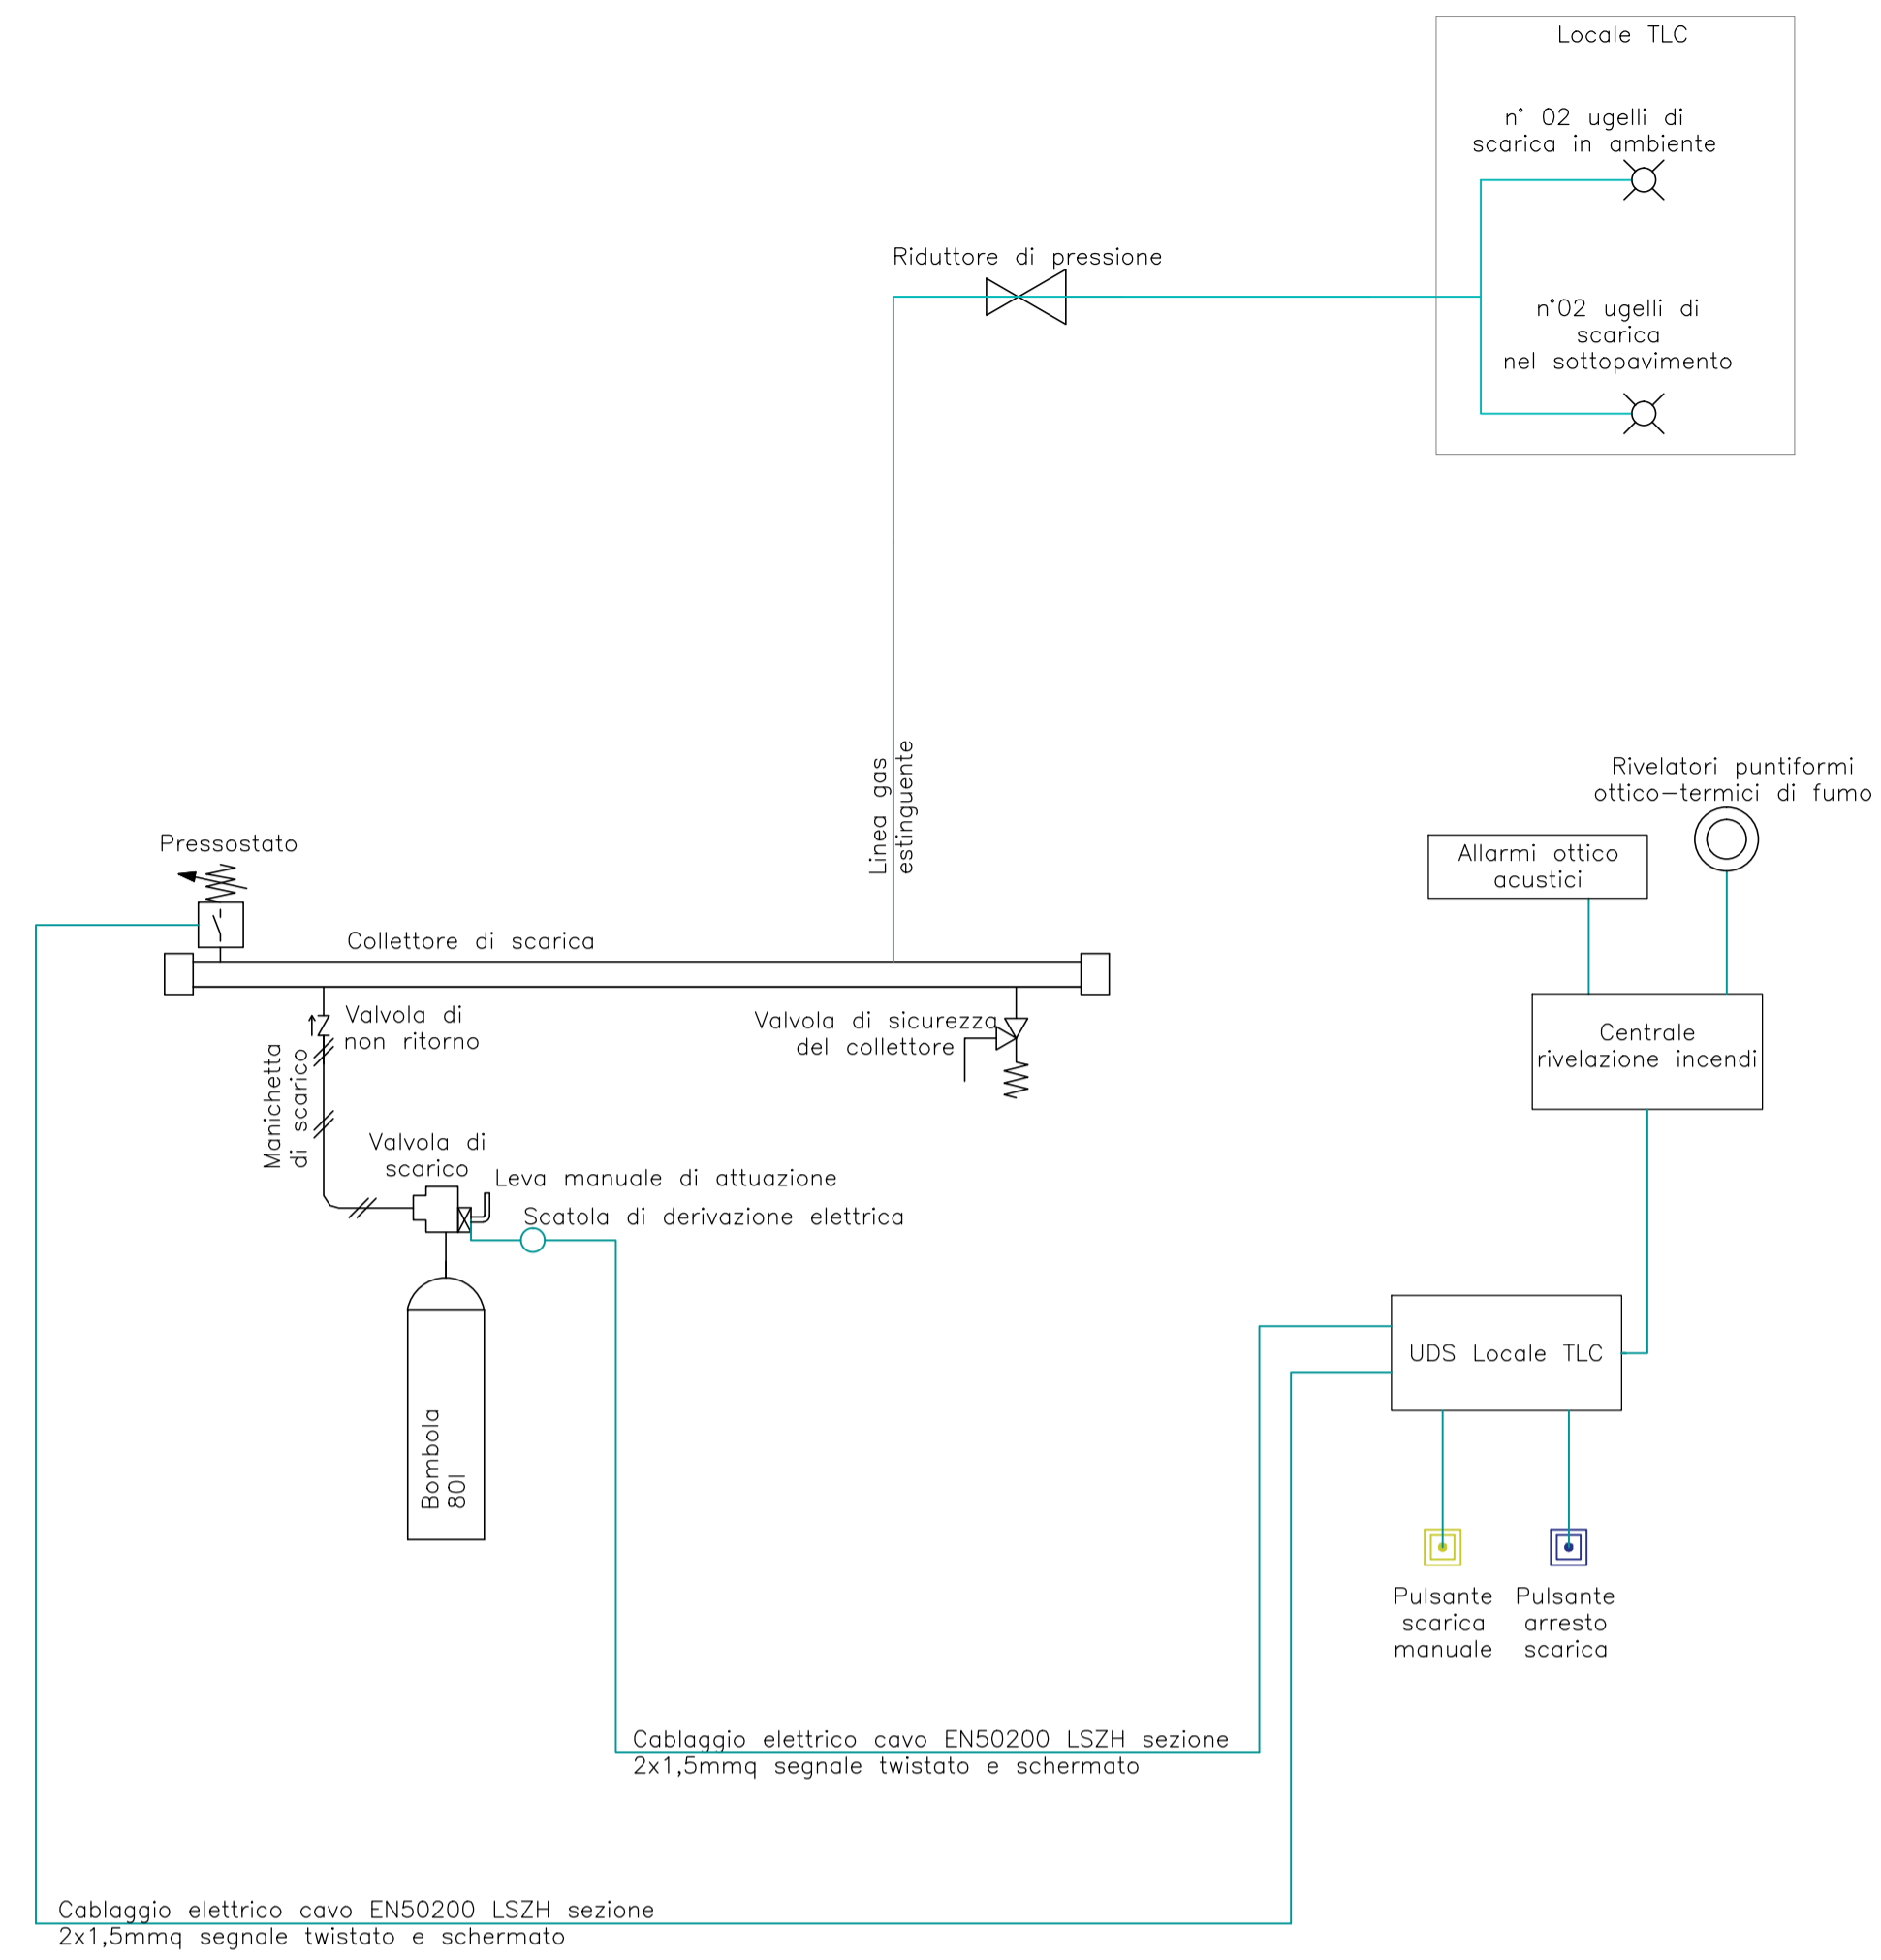 Locale TLC
n° 02 ugelli di
scarica in ambiente
Riduttore di pressione
n°02 ugelli di
scarica
nel sottopavimento
Linea gas
estinguente
Rivelatori puntiformi
ottico-termici di fumo
Allarmi ottico
acustici
Pressostato
Collettore di scarica
Valvola di
non ritorno
Valvola di sicurezza
del collettore
Centrale
rivelazione incendi
Manichetta
di scarico
Valvola di
scarico
Leva manuale di attuazione
Scatola di derivazione elettrica
UDS Locale TLC
Bombola
80l
Pulsante
scarica
manuale
Pulsante
arresto
scarica
Cablaggio elettrico cavo EN50200 LSZH sezione
2x1,5mmq segnale twistato e schermato
Cablaggio elettrico cavo EN50200 LSZH sezione
2x1,5mmq segnale twistato e schermato